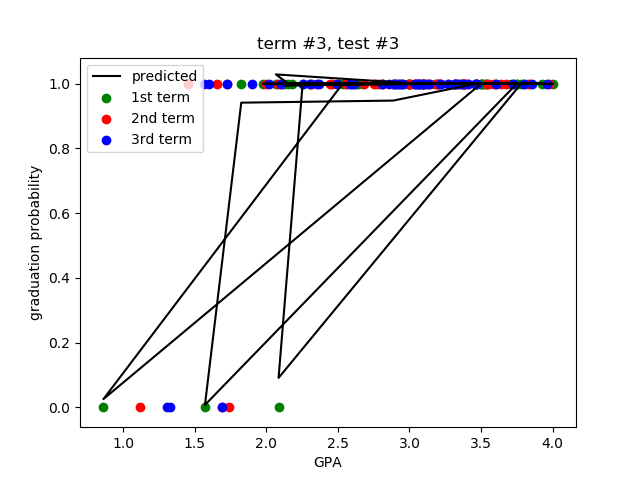 term #3, test #3
predicted
1st term
2nd term
3rd term
graduation probability
1.0
0.8
0.6
0.4
0.2
0.0
1.0 1.5 2.0 2.5 3.0 3.5 4.0
GPA